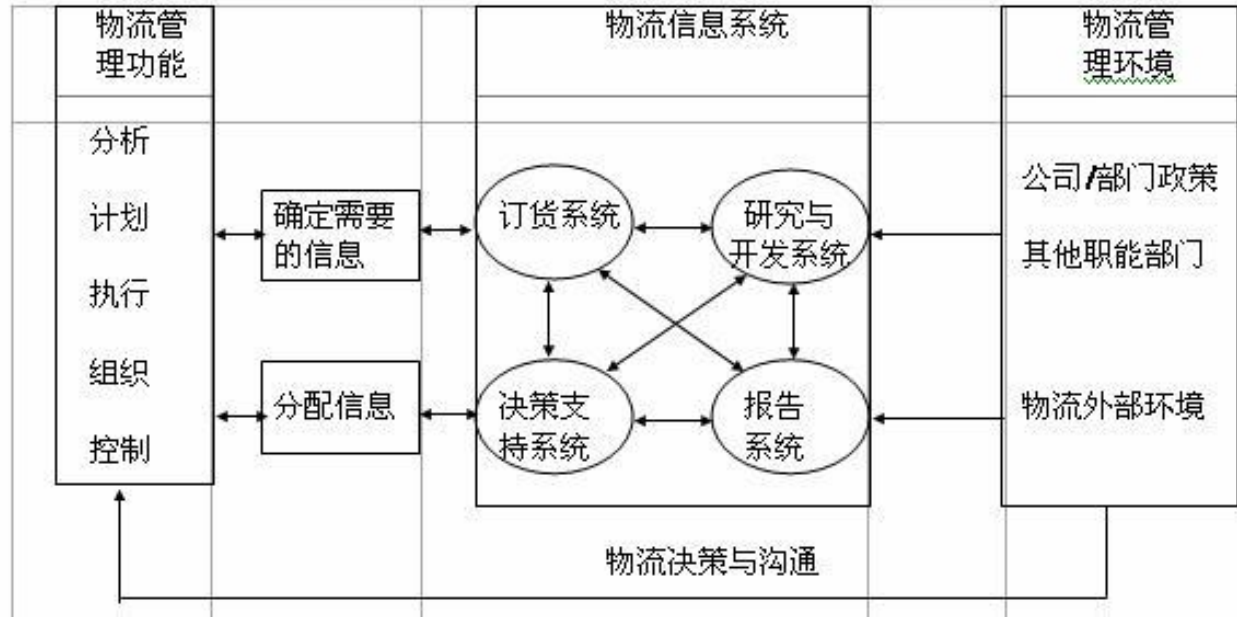 物流管
理功能
分析
计划
执行
组织
控制
确定需要
的信息
分配信息
物流信息系统
订货系统
研究与
开发系统
决策支
持系统
报告
系统
物流管
理环境
公司/部门政策
其他职能部门
物流外部环境
物流决策与沟通